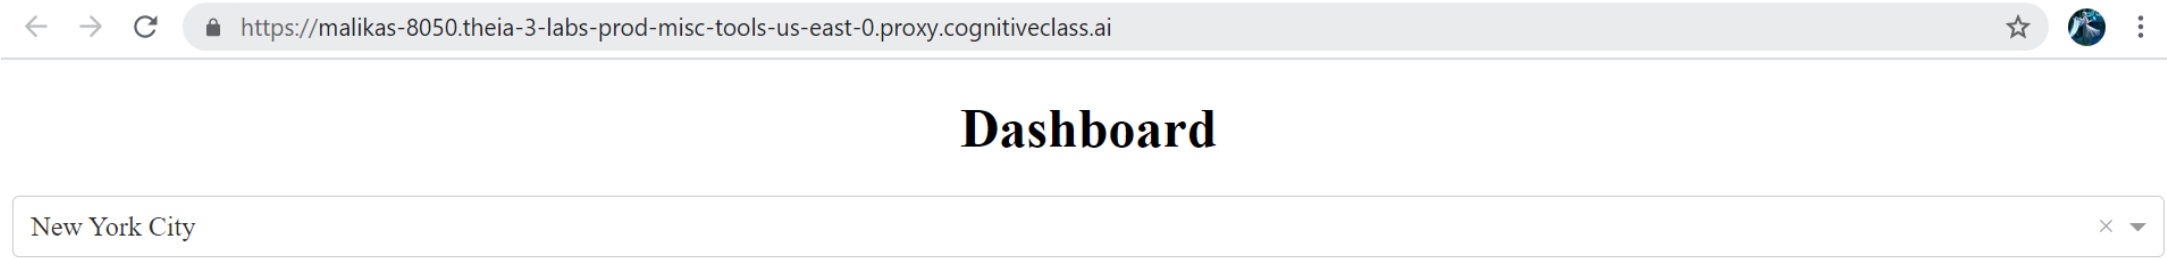 https://malikas-8050.theia-3-labs-prod-misc-tools-us-east-0.proxy.cognitiveclass.ai
Dashboard
New York City